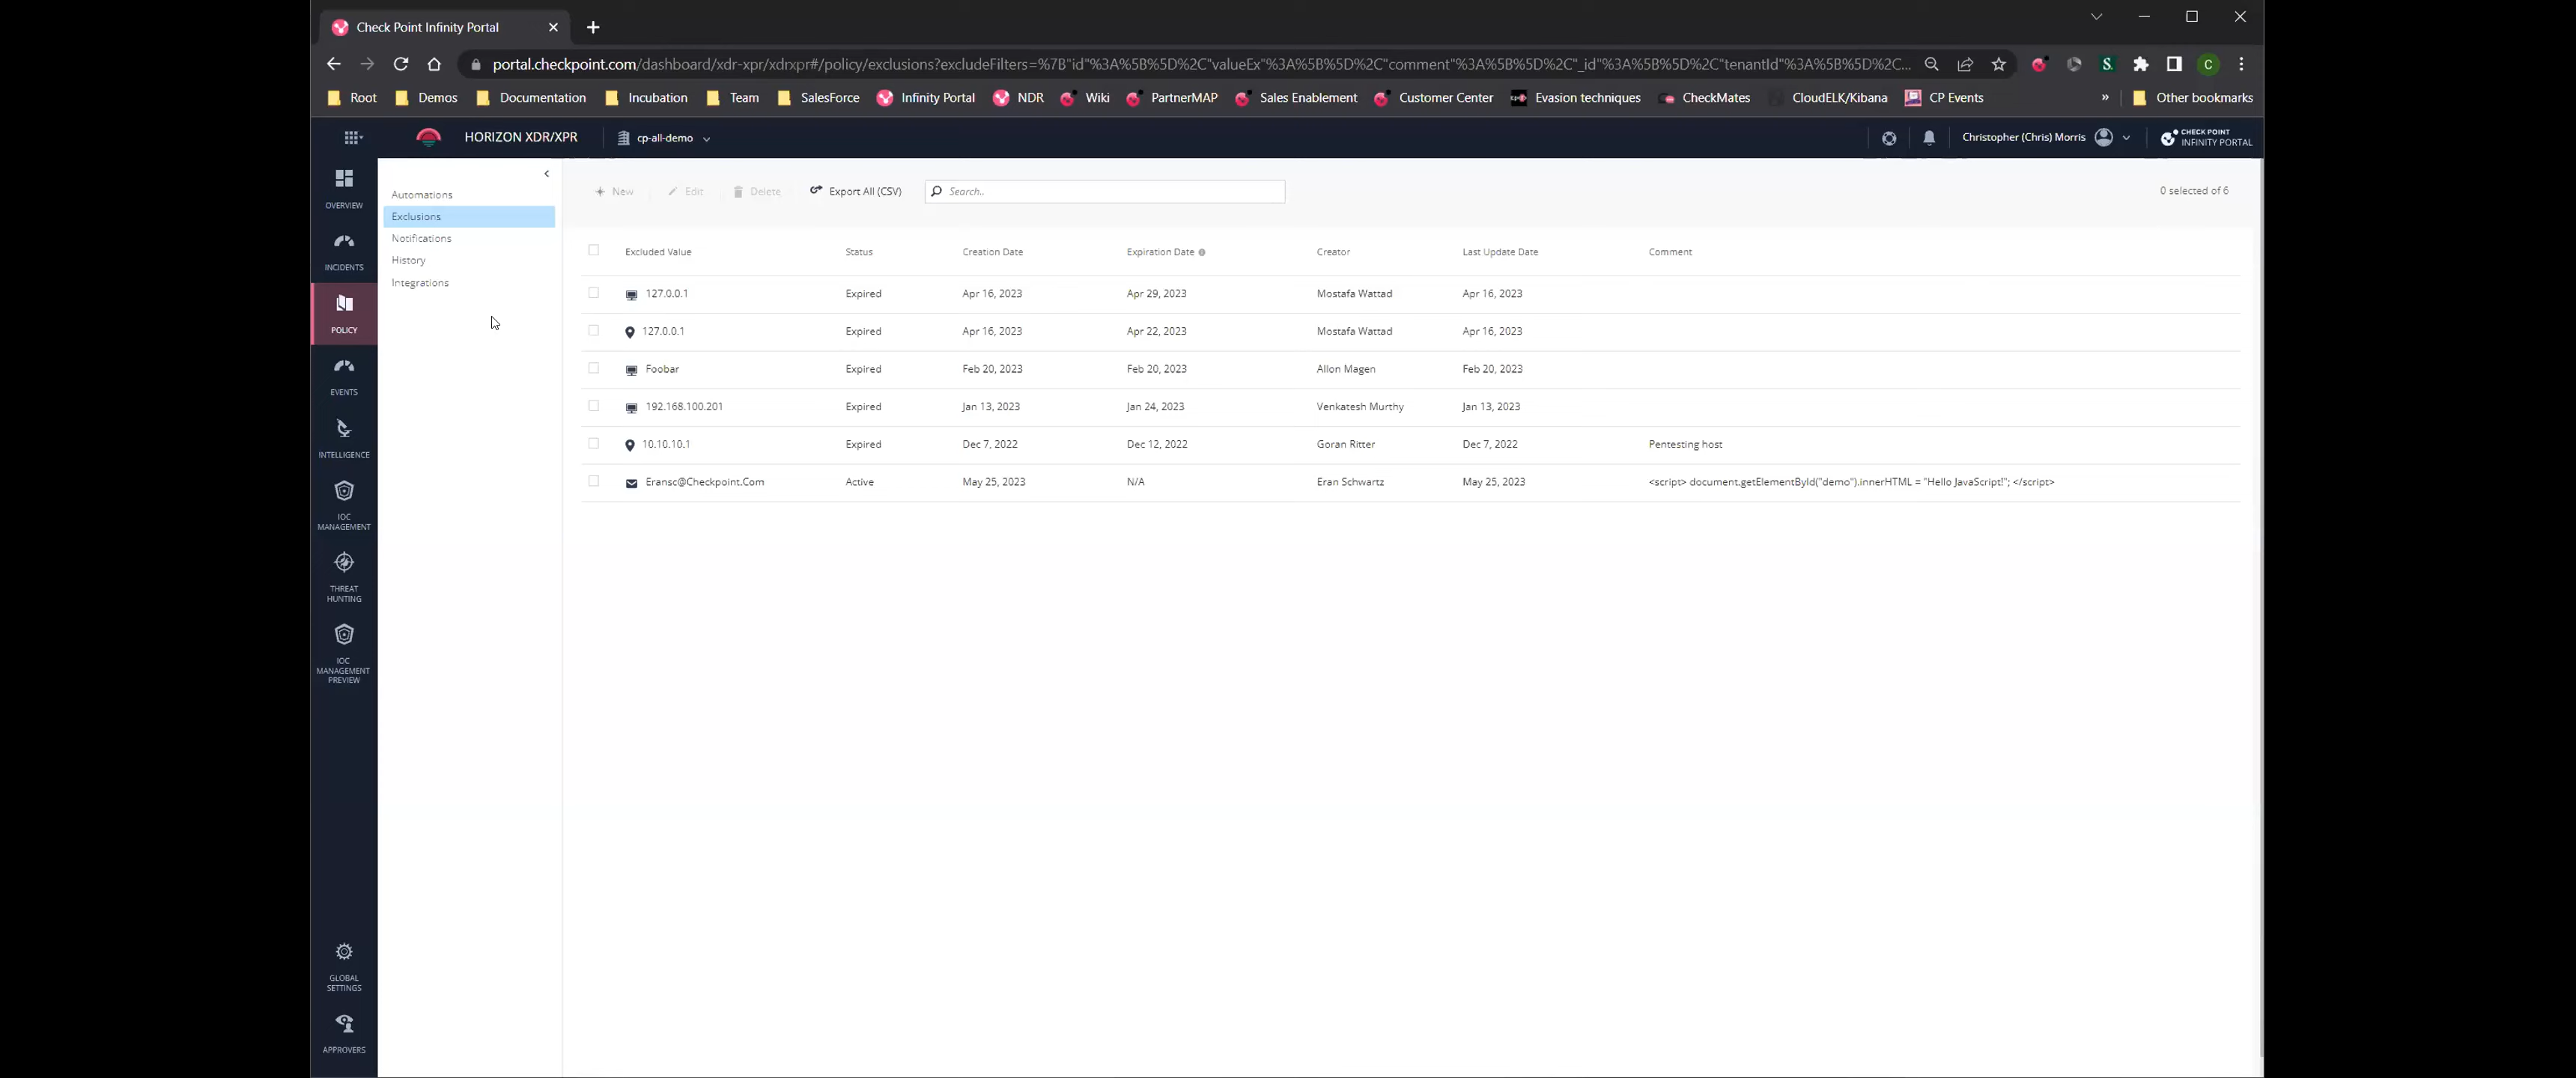 Check Point Infinity Portal
portal.checkpoint.com/dashboard/xdr-xpr/xdrxpr#/policy/exclusions?excludeFilters=%7B"id"%3A%5B%5D%2C"valueEx"%3A%5B%5D%2C"comment"%3A%5B%5D%2C"_id"%3A%5B%5D%2C"tenantId"%3A%5B%5D%2C...
C
Root Demos Documentation Incubation Team SalesForce Infinity Portal NDR Wiki PartnerMAP Sales Enablement Customer Center Evasion techniques CheckMates CloudELK/Kibana CP Events » Other bookmarks
HORIZON XDR/XPR cp-all-demo Christopher (Chris) Morris CHECK POINT
INFINITY PORTAL
OVERVIEW
INCIDENTS
POLICY
EVENTS
INTELLIGENCE
IOC
MANAGEMENT
THREAT
HUNTING
IOC
MANAGEMENT
PREVIEW
GLOBAL
SETTINGS
APPROVERS
Automations
Exclusions
Notifications
History
Integrations
New Edit Delete Export All (CSV) Search.. 0 selected of 6
Excluded Value Status Creation Date Expiration Date Creator Last Update Date Comment
127.0.0.1 Expired Apr 16, 2023 Apr 29, 2023 Mostafa Wattad Apr 16, 2023
127.0.0.1 Expired Apr 16, 2023 Apr 22, 2023 Mostafa Wattad Apr 16, 2023
Foobar Expired Feb 20, 2023 Feb 20, 2023 Allon Magen Feb 20, 2023
192.168.100.201 Expired Jan 13, 2023 Jan 24, 2023 Venkatesh Murthy Jan 13, 2023
10.10.10.1 Expired Dec 7, 2022 Dec 12, 2022 Goran Ritter Dec 7, 2022 Pentesting host
Eransc@Checkpoint.Com Active May 25, 2023 N/A Eran Schwartz May 25, 2023 <script> document.getElementById("demo").innerHTML = "Hello JavaScript!"; </script>